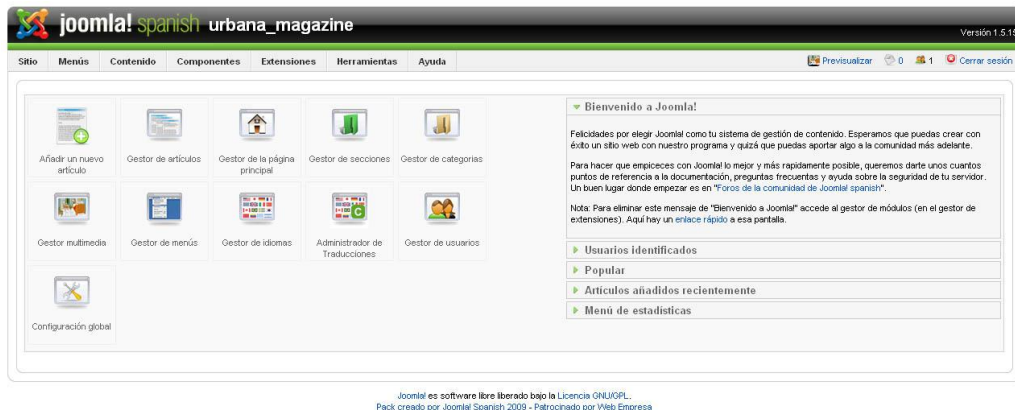 joomla! spanish urbana_magazine
Versión 1.5.15
Sitio Menús Contenido Componentes Extensiones Herramientas Ayuda
Previsualizar 0 1 Cerrar sesión
Añadir un nuevo
artículo
Gestor de artículos
Gestor de la página
principal
Gestor de secciones
Gestor de categorias
Gestor multimedia
Gestor de menús
Gestor de idiomas
Administrador de
Traducciones
Gestor de usuarios
Configuración global
Bienvenido a Joomla!
Felicidades por elegir Joomla! como tu sistema de gestión de contenido. Esperamos que puedas crear con
éxito un sitio web con nuestro programa y quizá que puedas aportar algo a la comunidad más adelante.
Para hacer que empieces con Joomla! lo mejor y más rapidamente posible, queremos darte unos cuantos
puntos de referencia a la documentación, preguntas frecuentes y ayuda sobre la seguridad de tu servidor.
Un buen lugar donde empezar es en "Foros de la comunidad de Joomla! spanish".
Nota: Para eliminar este mensaje de "Bienvenido a Joomla!" accede al gestor de módulos (en el gestor de
extensiones). Aquí hay un enlace rápido a esa pantalla.
Usuarios identificados
Popular
Artículos añadidos recientemente
Menú de estadísticas
Joomla! es software libre liberado bajo la Licencia GNU/GPL.
Pack creado por Joomla! Spanish 2009 - Patrocinado por Web Empresa